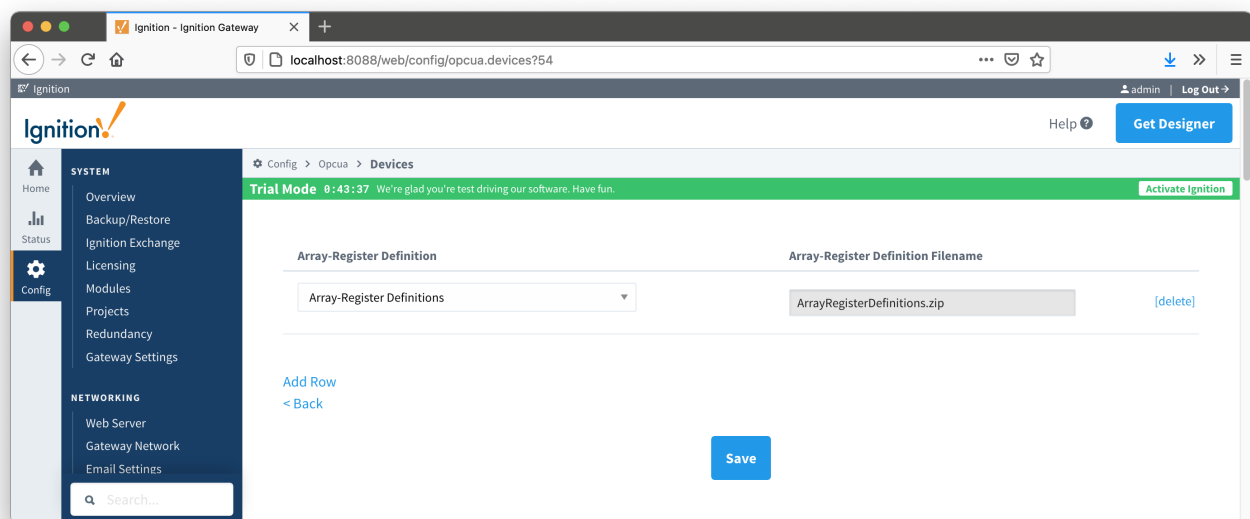 Ignition - Ignition Gateway
localhost:8088/web/config/opcua.devices?54
Ignition
admin | Log Out
Ignition!
Help
Get Designer
Home
Status
Config
SYSTEM
Overview
Backup/Restore
Ignition Exchange
Licensing
Modules
Projects
Redundancy
Gateway Settings
NETWORKING
Web Server
Gateway Network
Email Settings
Search...
Config > Opcua > Devices
Trial Mode 0:43:37 We're glad you're test driving our software. Have fun.
Activate Ignition
Array-Register Definition
Array-Register Definition Filename
Array-Register Definitions
ArrayRegisterDefinitions.zip
[delete]
Add Row
< Back
Save